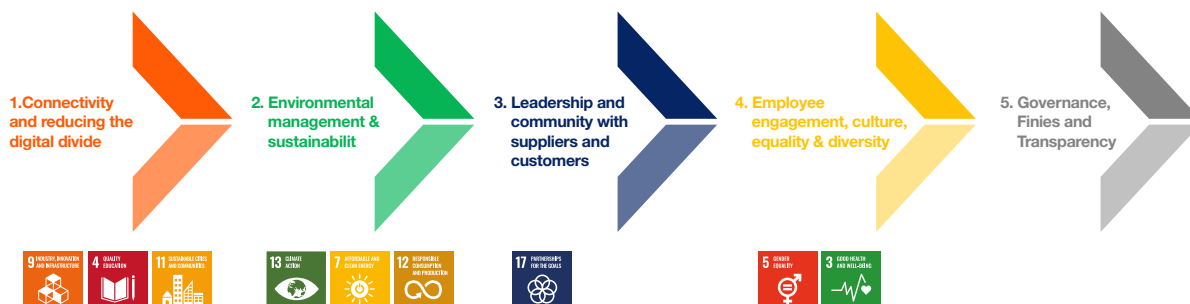 1.Connectivity
and reducing the
digital divide
2. Environmental
management &
sustainabilit
3. Leadership and
community with
suppliers and
customers
4. Employee
engagement, culture,
equality & diversity
5. Governance,
Finies and
Transparency
9 INDUSTRY, INNOVATION
AND INFRASTRUCTURE
4 QUALITY
EDUCATION
11 SUSTAINABLE CITIES
AND COMMUNITIES
13 CLIMATE
ACTION
7 AFFORDABLE AND
CLEAN ENERGY
12 RESPONSIBLE
CONSUMPTION
AND PRODUCTION
17 PARTNERSHIPS
FOR THE GOALS
5 GENDER
EQUALITY
3 GOOD HEALTH
AND WELL-BEING